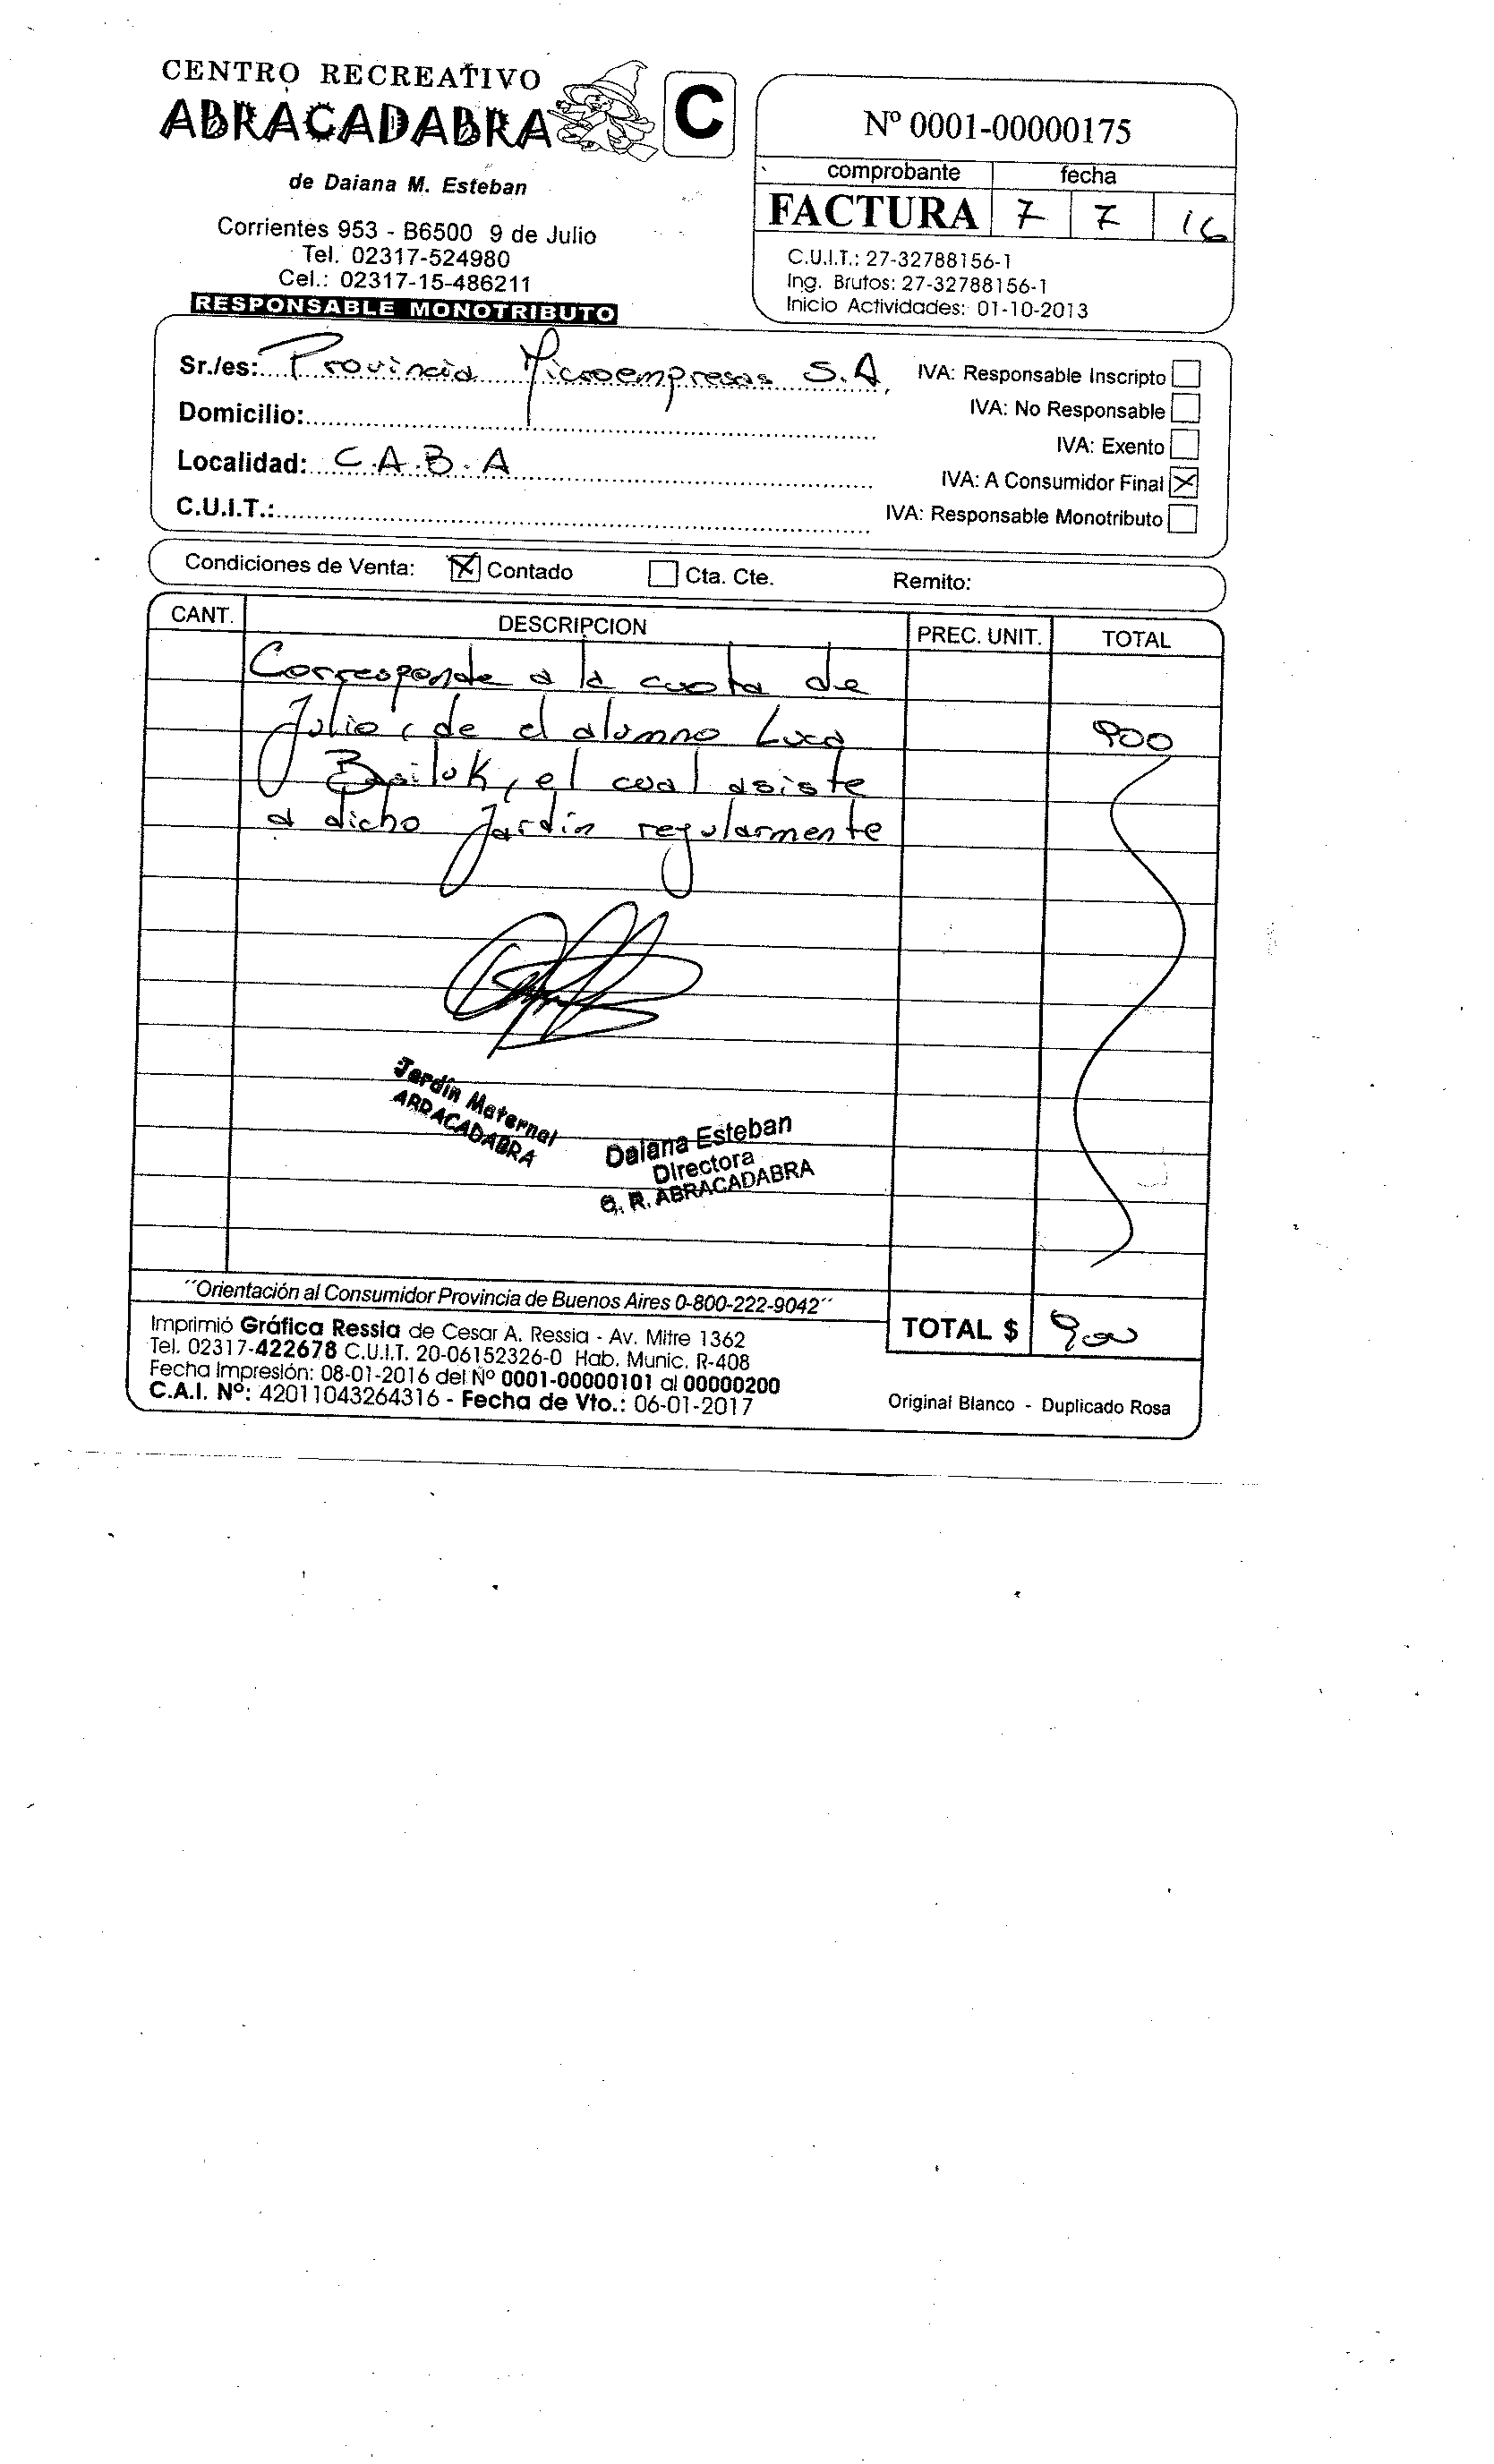 CENTRO RECREATIVO
ABRACADABRA
de Daiana M. Esteban
Corrientes 953 - B6500 9 de Julio
Tel. 02317-524980
Cel.: 02317-15-486211
RESPONSABLE MONOTRIBUTO
C
Nº 0001-00000175
comprobante fecha
FACTURA 7 7 16
C.U.I.T.: 27-32788156-1
Ing. Brutos: 27-32788156-1
Inicio Actividades: 01-10-2013
Sr./es: Provincia Microempresas S.A.
Domicilio:
Localidad: C.A.B.A
C.U.I.T.:
IVA: Responsable Inscripto
IVA: No Responsable
IVA: Exento
IVA: A Consumidor Final X
IVA: Responsable Monotributo
Condiciones de Venta: X Contado Cta. Cte. Remito:
CANT. DESCRIPCION PREC. UNIT. TOTAL
Corresponde a la cuota de
Julio, de el alumno Luca 900
Basiluk, el cual asiste
a dicho Jardin regularmente
Jardín Maternal
ABRACADABRA
Daiana Esteban
Directora
C. R. ABRACADABRA
"Orientación al Consumidor Provincia de Buenos Aires 0-800-222-9042"
TOTAL $ 900
Imprimió Gráfica Ressia de Cesar A. Ressia - Av. Mitre 1362
Tel. 02317-422678 C.U.I.T. 20-06152326-0 Hab. Munic. R-408
Fecha Impresión: 08-01-2016 del Nº 0001-00000101 al 00000200
C.A.I. Nº: 42011043264316 - Fecha de Vto.: 06-01-2017
Original Blanco - Duplicado Rosa